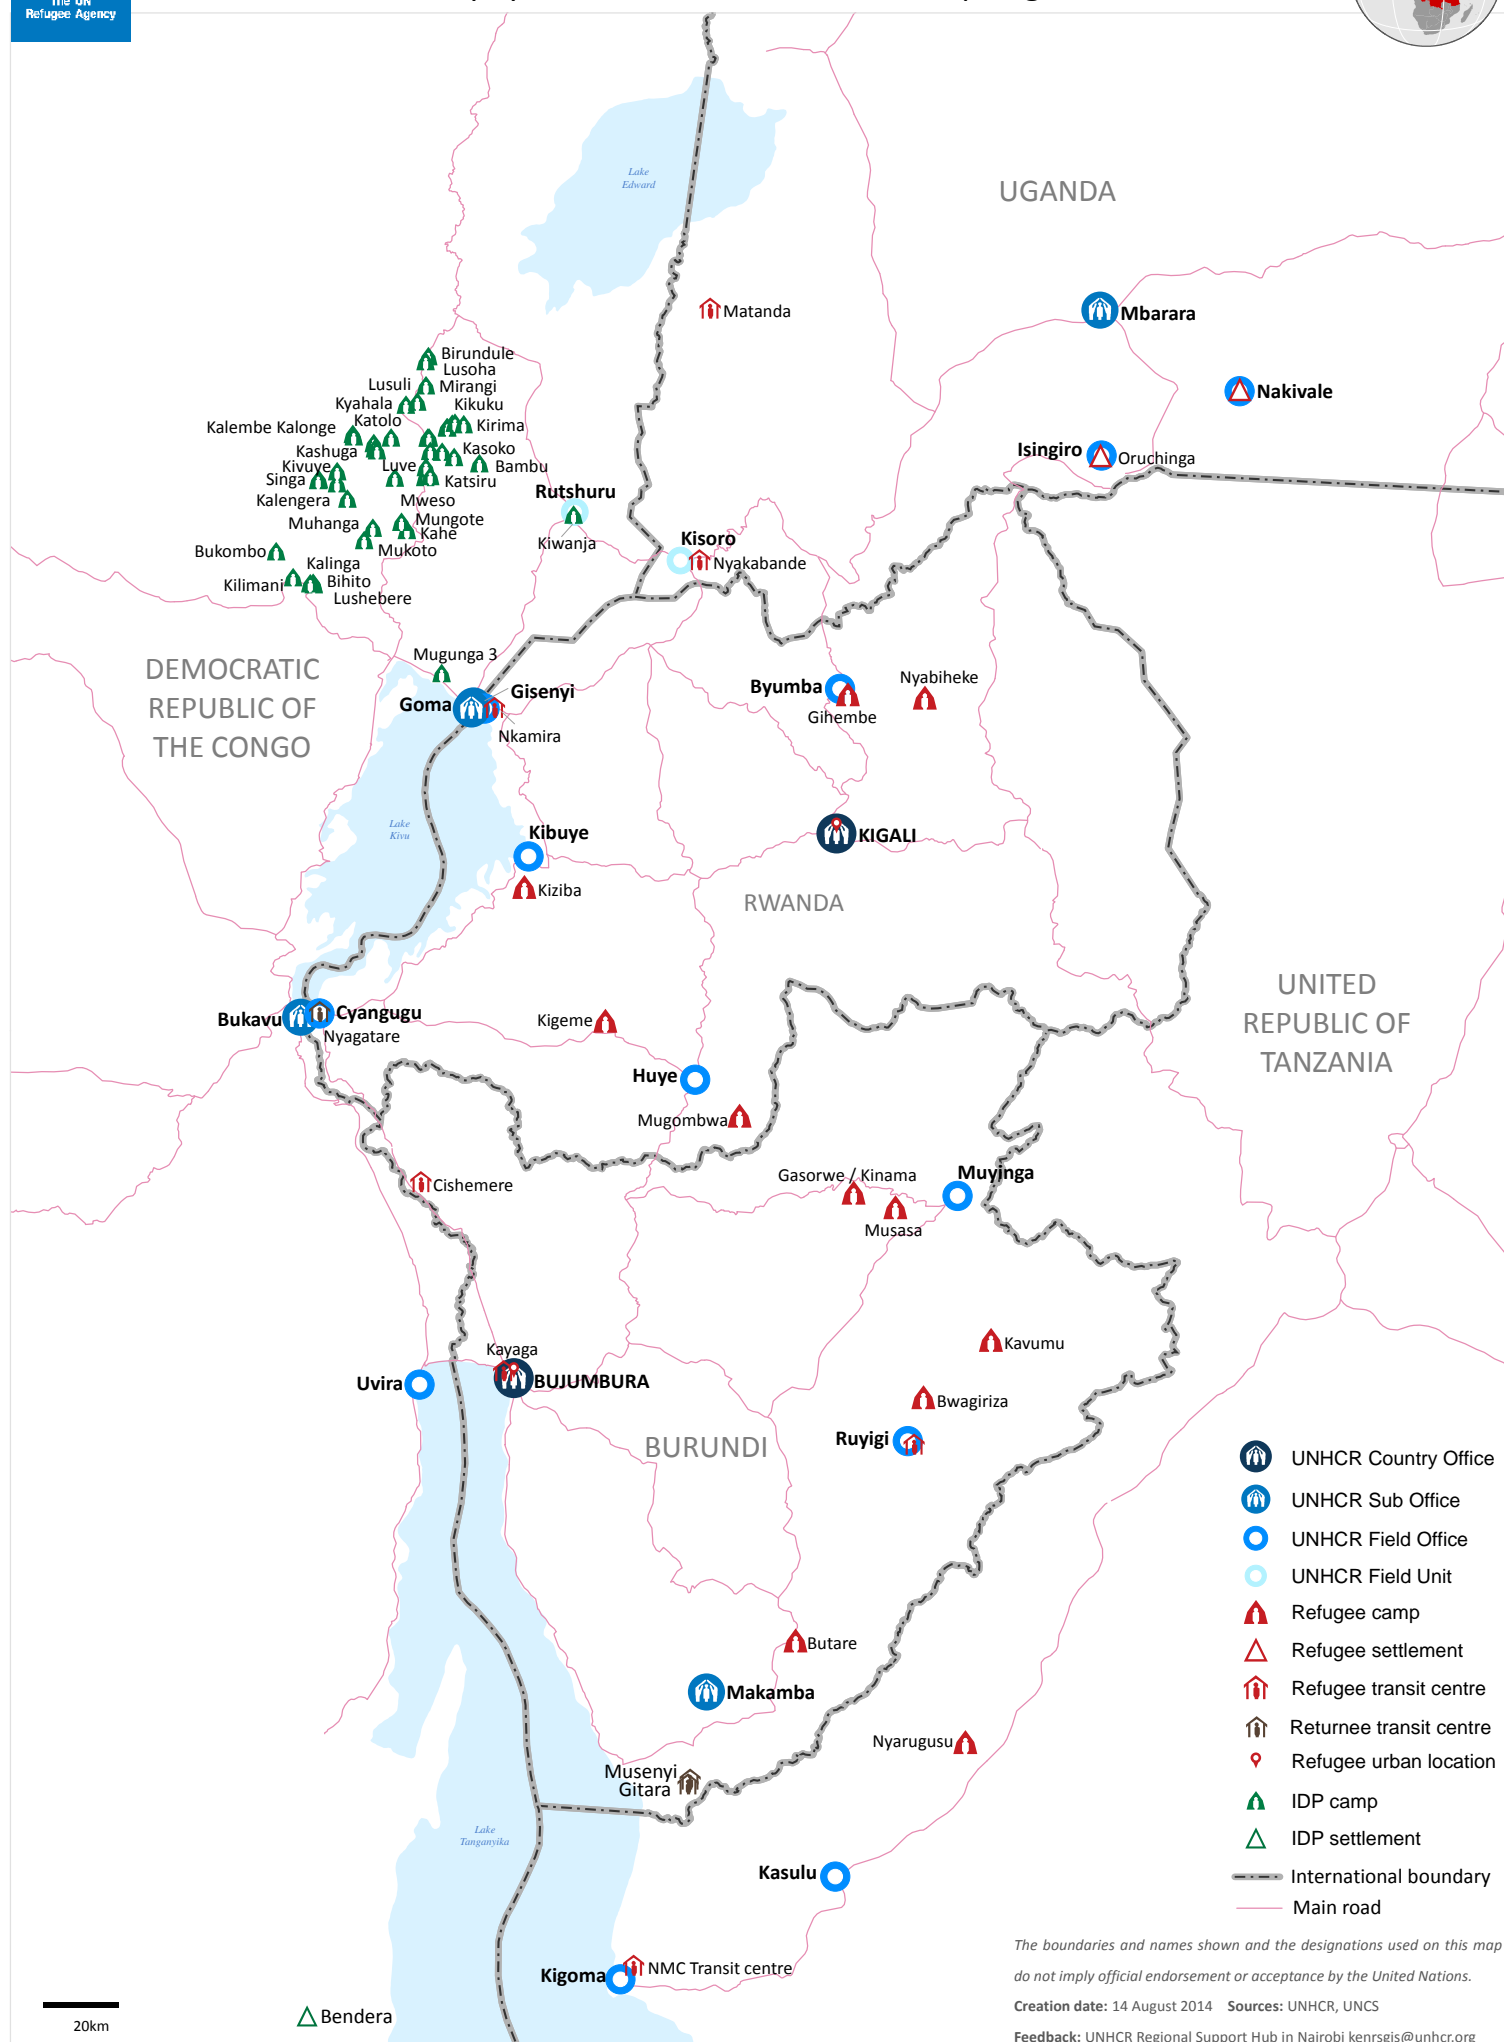 The UN
Refugee Agency
Lake
Edward
UGANDA
Matanda
Mbarara
Nakivale
Isingiro
Oruchinga
Birundule
Lusoha
Lusuli
Mirangi
Kyahala
Kikuku
Kalembe Kalonge
Katolo
Kirima
Kashuga
Kasoko
Kivuye
Luve
Bambu
Singa
Katsiru
Kalengera
Mweso
Rutshuru
Muhanga
Mungote
Kahe
Kiwanja
Kisoro
Nyakabande
Bukombo
Mukoto
Kalinga
Kilimani
Bihito
Lushebere
DEMOCRATIC
REPUBLIC OF
THE CONGO
Mugunga 3
Goma
Gisenyi
Nkamira
Byumba
Gihembe
Nyabiheke
Lake
Kivu
Kibuye
Kiziba
KIGALI
RWANDA
UNITED
REPUBLIC OF
TANZANIA
Bukavu
Cyangugu
Nyagatare
Kigeme
Huye
Mugombwa
Cishemere
Gasorwe / Kinama
Muyinga
Musasa
Kavumu
Kayaga
BUJUMBURA
Uvira
Bwagiriza
Ruyigi
BURUNDI
Butare
Makamba
Nyarugusu
Musenyi
Gitara
Lake
Tanganyika
Kasulu
Kigoma
NMC Transit centre
Bendera
20km
UNHCR Country Office
UNHCR Sub Office
UNHCR Field Office
UNHCR Field Unit
Refugee camp
Refugee settlement
Refugee transit centre
Returnee transit centre
Refugee urban location
IDP camp
IDP settlement
International boundary
Main road
The boundaries and names shown and the designations used on this map
do not imply official endorsement or acceptance by the United Nations.
Creation date: 14 August 2014 Sources: UNHCR, UNCS
Feedback: UNHCR Regional Support Hub in Nairobi kenrsgis@unhcr.org